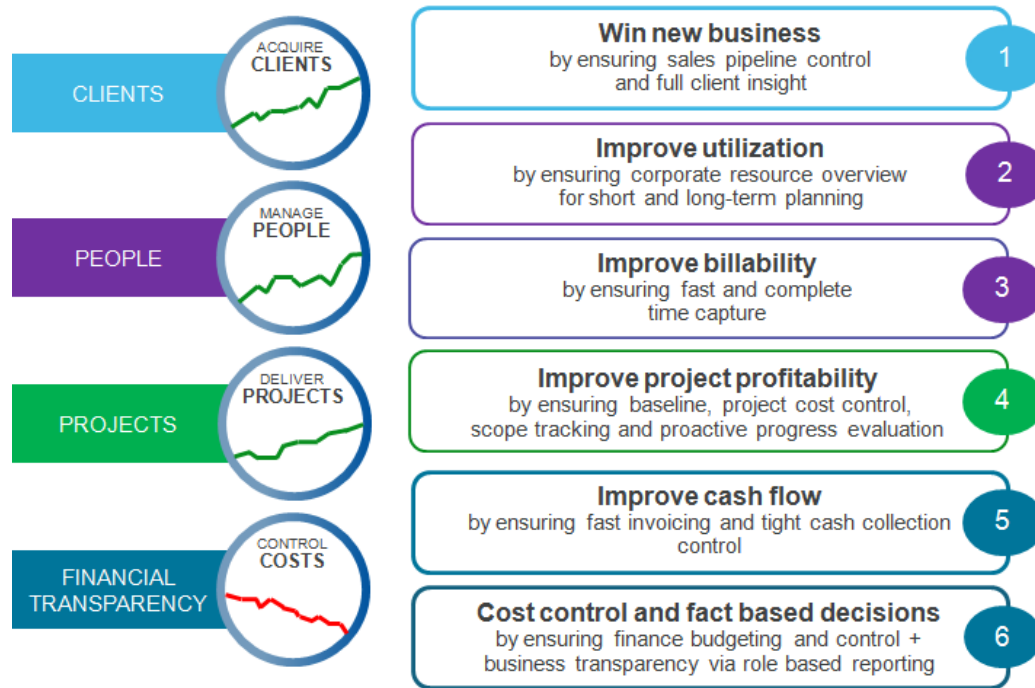 CLIENTS
ACQUIRE
CLIENTS
Win new business
by ensuring sales pipeline control
and full client insight
1
Improve utilization
by ensuring corporate resource overview
for short and long-term planning
2
PEOPLE
MANAGE
PEOPLE
Improve billability
by ensuring fast and complete
time capture
3
PROJECTS
DELIVER
PROJECTS
Improve project profitability
by ensuring baseline, project cost control,
scope tracking and proactive progress evaluation
4
Improve cash flow
by ensuring fast invoicing and tight cash collection
control
5
FINANCIAL
TRANSPARENCY
CONTROL
COSTS
Cost control and fact based decisions
by ensuring finance budgeting and control +
business transparency via role based reporting
6